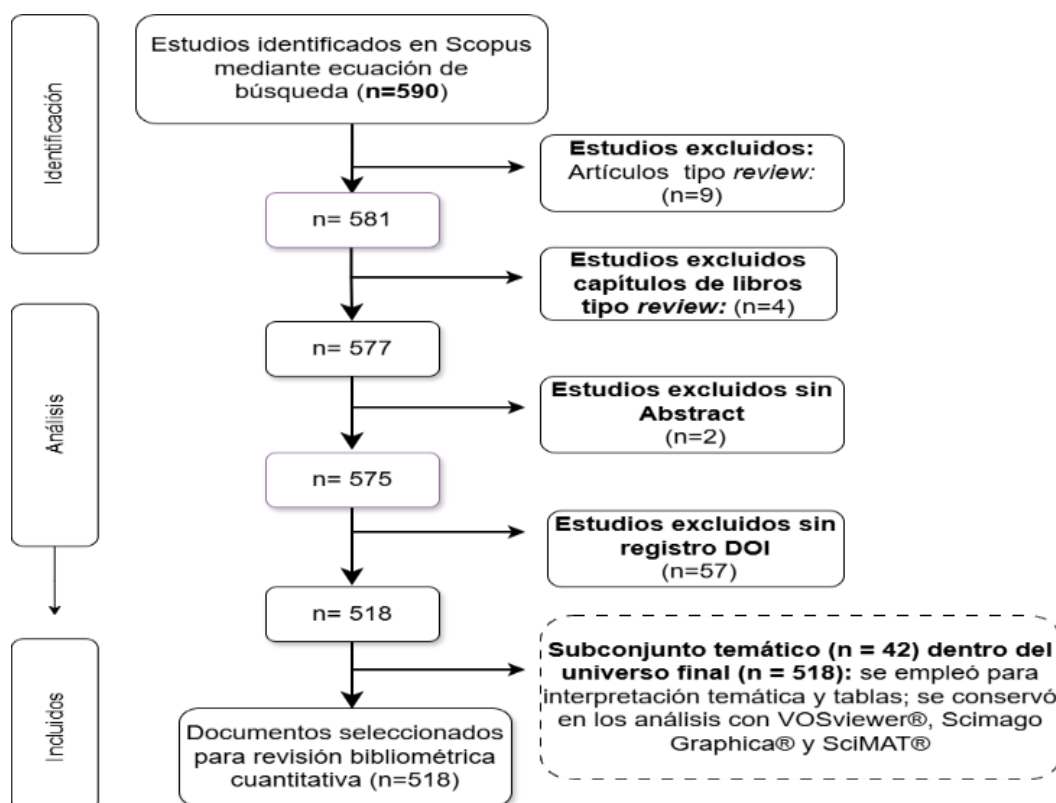 Identificación
Estudios identificados en Scopus
mediante ecuación de
búsqueda (n=590)
Estudios excluidos:
Artículos tipo review:
(n=9)
n= 581
Estudios excluidos
capítulos de libros
tipo review: (n=4)
Análisis
n= 577
Estudios excluidos sin
Abstract
(n=2)
n= 575
Estudios excluidos sin
registro DOI
(n=57)
n= 518
Incluidos
Subconjunto temático (n = 42) dentro del
universo final (n = 518): se empleó para
interpretación temática y tablas; se conservó
en los análisis con VOSviewer®, Scimago
Graphica® y SciMAT®
Documentos seleccionados
para revisión bibliométrica
cuantitativa (n=518)